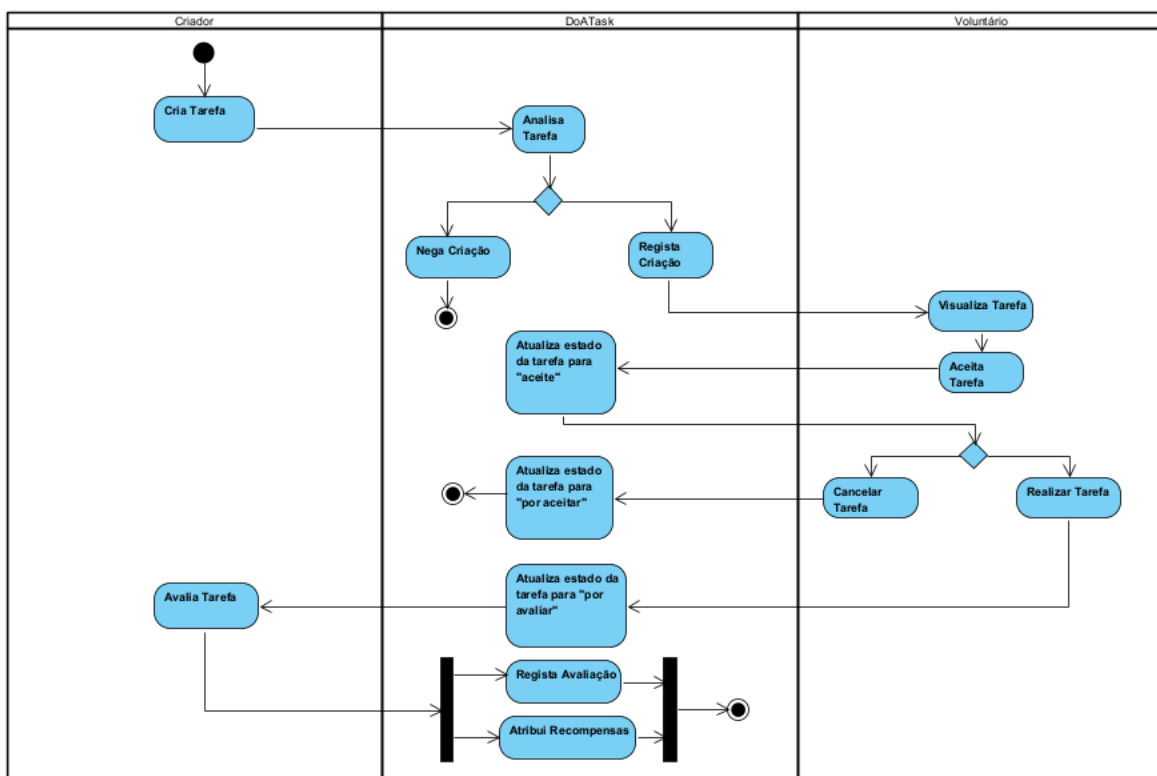 Criador
DoATask
Voluntário
Cria Tarefa
Analisa
Tarefa
Nega Criação
Regista
Criação
Visualiza Tarefa
Aceita
Tarefa
Atualiza estado
da tarefa para
"aceite"
Cancelar
Tarefa
Realizar Tarefa
Atualiza estado
da tarefa para
"por aceitar"
Atualiza estado da
tarefa para "por
avaliar"
Avalia Tarefa
Regista Avaliação
Atribui Recompensas